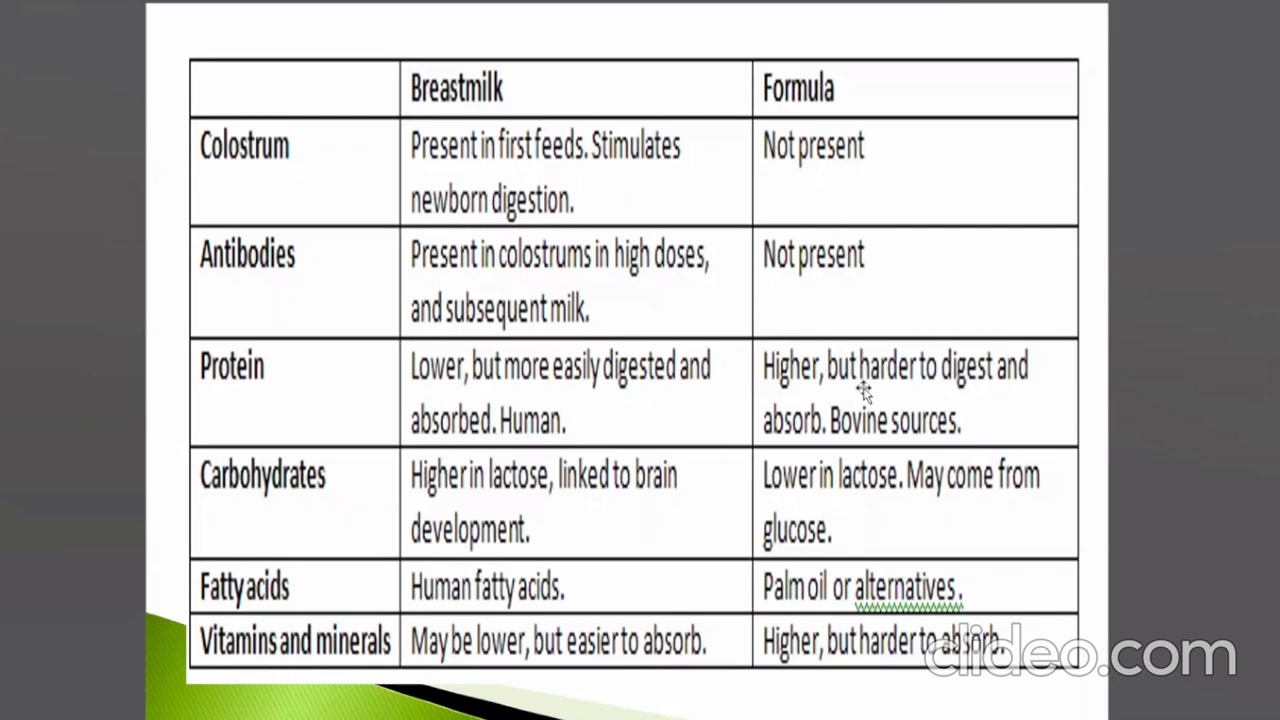 Breastmilk Formula
Colostrum Present in first feeds. Stimulates Not present
newborn digestion.
Antibodies Present in colostrums in high doses, Not present
and subsequent milk.
Protein Lower, but more easily digested and Higher, but harder to digest and
absorbed. Human. absorb. Bovine sources.
Carbohydrates Higher in lactose, linked to brain Lower in lactose. May come from
development. glucose.
Fatty acids Human fatty acids. Palm oil or alternatives.
Vitamins and minerals May be lower, but easier to absorb. Higher, but harder to absorb.
clideo.com